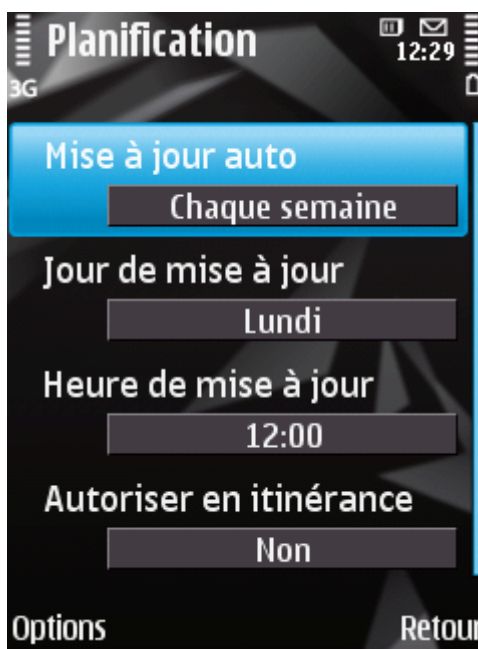 Planification
12:29
3G
Mise à jour auto
Chaque semaine
Jour de mise à jour
Lundi
Heure de mise à jour
12:00
Autoriser en itinérance
Non
Options
Retour